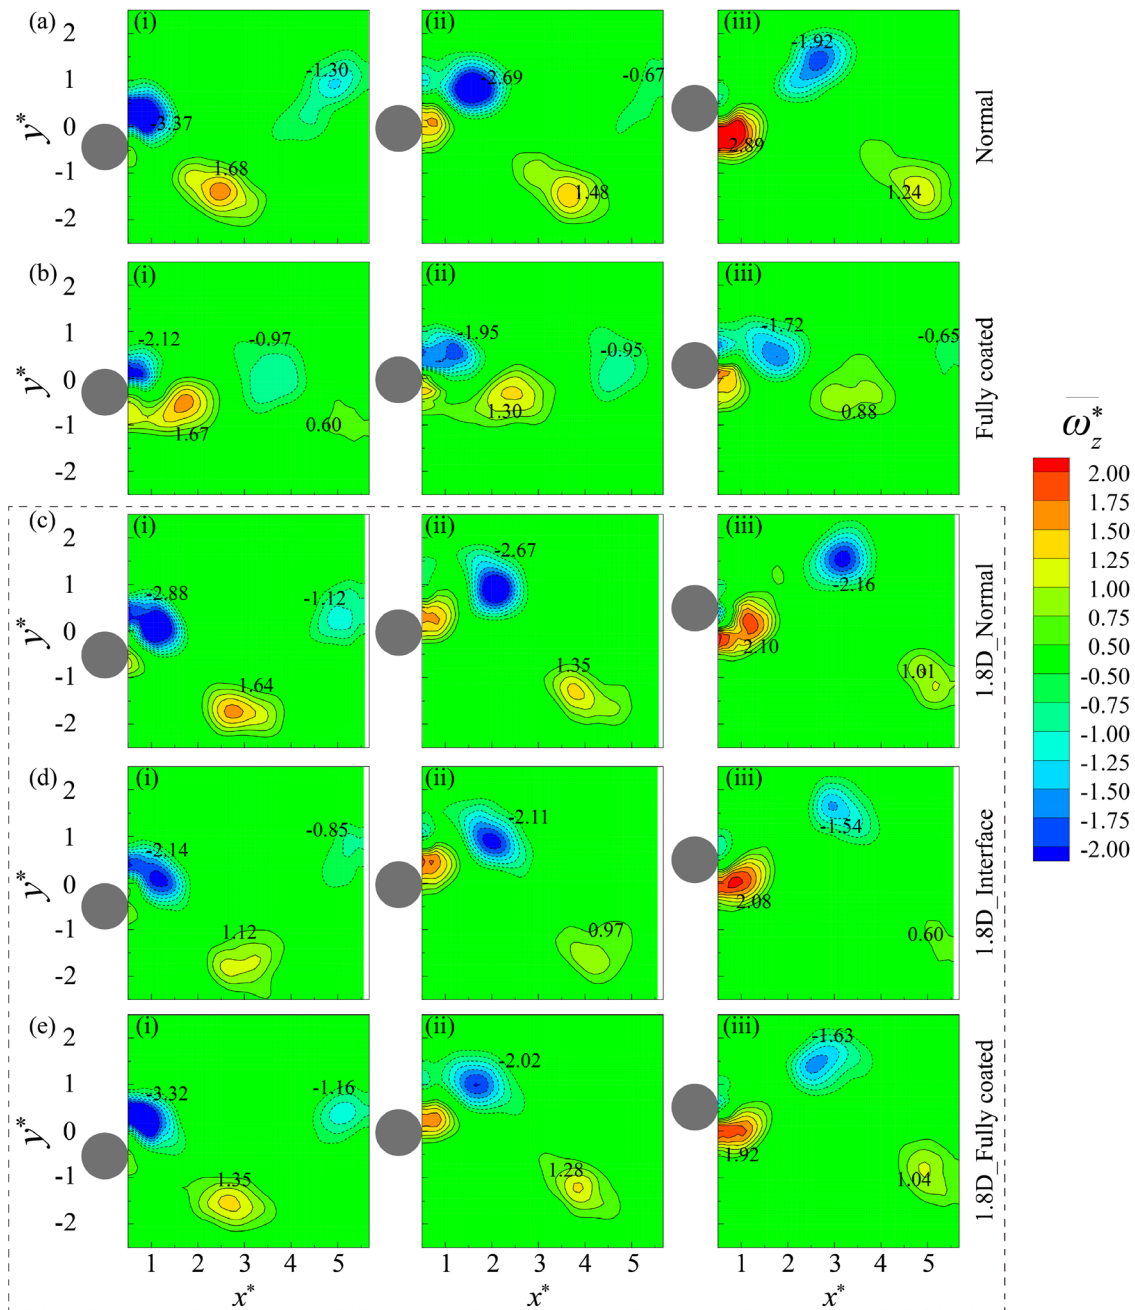 (a) (i) (ii) (iii)
2
1
0
-1
-2
y*
-3.37 -1.30 1.68
-2.69 -0.67 1.48
-1.92 2.89 1.24
Normal
(b) (i) (ii) (iii)
2
1
0
-1
-2
y*
-2.12 -0.97 1.67 0.60
-1.95 -0.95 1.30
-1.72 -0.65 0.88
Fully coated
(c) (i) (ii) (iii)
2
1
0
-1
-2
y*
-2.88 -1.12 1.64
-2.67 1.35
-2.16 2.10 1.01
1.8D_Normal
(d) (i) (ii) (iii)
2
1
0
-1
-2
y*
-2.14 -0.85 1.12
-2.11 0.97
-1.54 2.08 0.60
1.8D_Interface
(e) (i) (ii) (iii)
2
1
0
-1
-2
y*
-3.32 -1.16 1.35
-2.02 1.28
-1.63 1.92 1.04
1.8D_Fully coated
1 2 3 4 5 1 2 3 4 5 1 2 3 4 5
x* x* x*
ω̅z*
2.00
1.75
1.50
1.25
1.00
0.75
0.50
-0.50
-0.75
-1.00
-1.25
-1.50
-1.75
-2.00